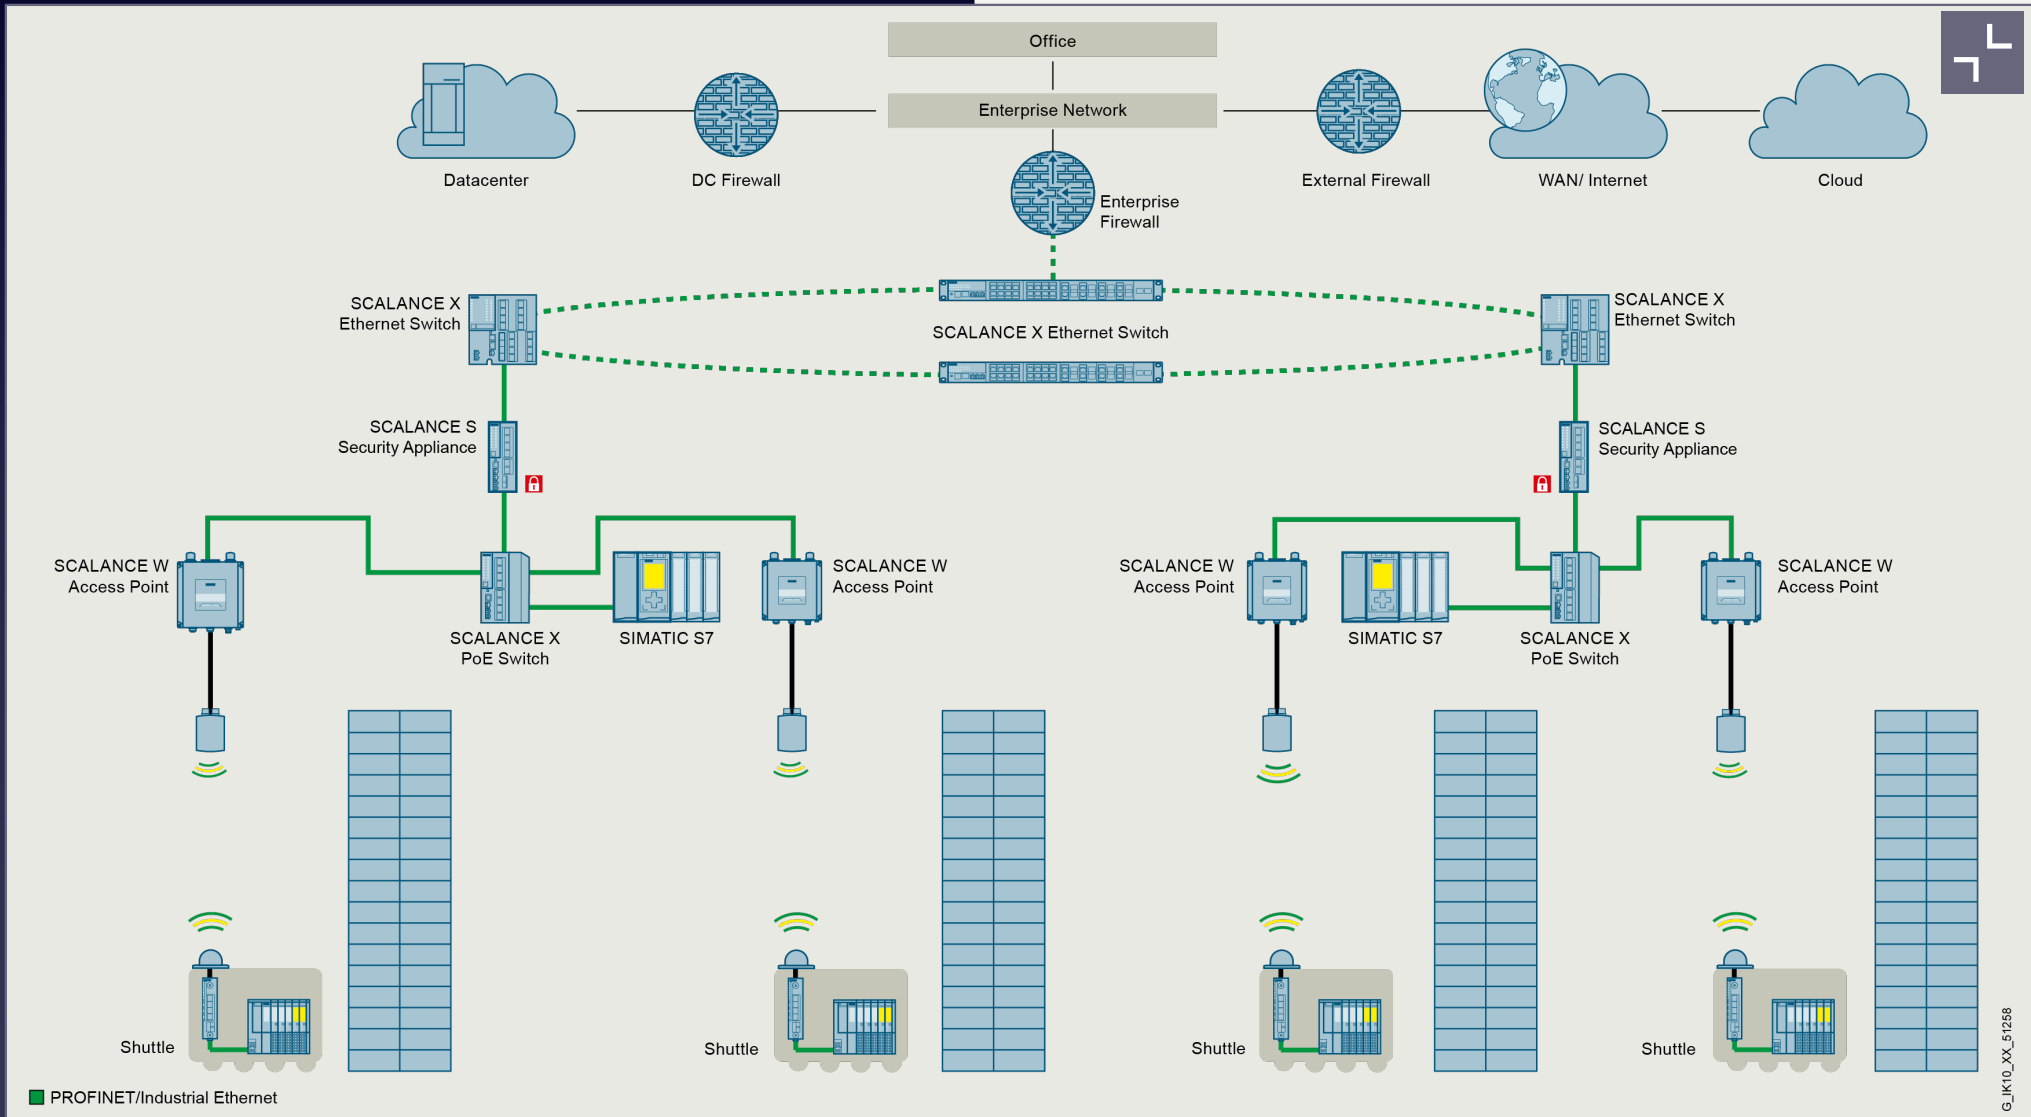 Office
Enterprise Network
Datacenter
DC Firewall
External Firewall
WAN/ Internet
Cloud
Enterprise
Firewall
SCALANCE X
Ethernet Switch
SCALANCE X Ethernet Switch
SCALANCE X
Ethernet Switch
SCALANCE S
Security Appliance
SCALANCE S
Security Appliance
SCALANCE W
Access Point
SCALANCE X
PoE Switch
SIMATIC S7
SCALANCE W
Access Point
SCALANCE W
Access Point
SIMATIC S7
SCALANCE X
PoE Switch
SCALANCE W
Access Point
Shuttle
Shuttle
Shuttle
Shuttle
PROFINET/Industrial Ethernet
G_IK10_XX_51258